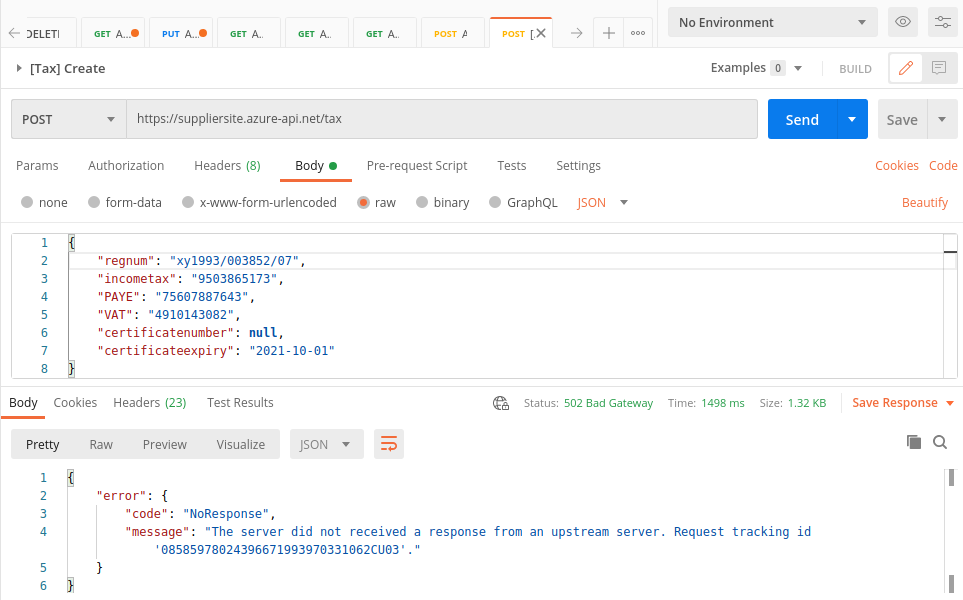 DELETI GET A... PUT A... GET A.. GET A.. GET A.. POST A POST [. No Environment
[Tax] Create Examples 0 BUILD
POST https://suppliersite.azure-api.net/tax Send Save
Params Authorization Headers (8) Body Pre-request Script Tests Settings Cookies Code
none form-data x-www-form-urlencoded raw binary GraphQL JSON Beautify
1 {
2 "regnum": "xy1993/003852/07",
3 "incometax": "9503865173",
4 "PAYE": "75607887643",
5 "VAT": "4910143082",
6 "certificatenumber": null,
7 "certificateexpiry": "2021-10-01"
8 }
Body Cookies Headers (23) Test Results Status: 502 Bad Gateway Time: 1498 ms Size: 1.32 KB Save Response
Pretty Raw Preview Visualize JSON
1 {
2 "error": {
3 "code": "NoResponse",
4 "message": "The server did not received a response from an upstream server. Request tracking id
'08585978024396671993970331062CU03'."
5 }
6 }